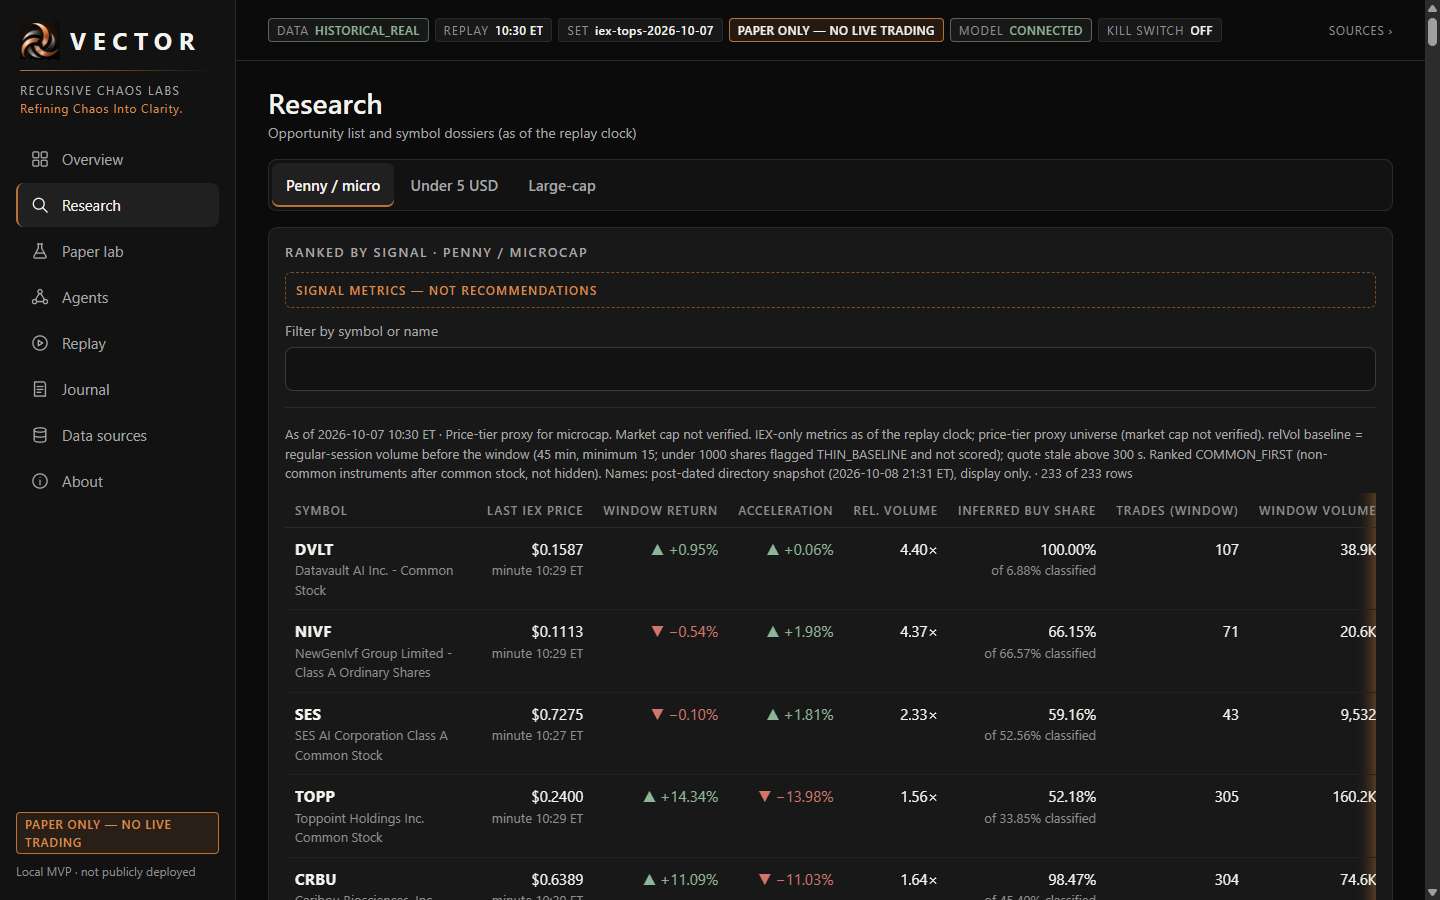 VECTOR
RECURSIVE CHAOS LABS
Refining Chaos Into Clarity.
Overview
Research
Paper lab
Agents
Replay
Journal
Data sources
About
PAPER ONLY — NO LIVE
TRADING
Local MVP · not publicly deployed
DATA HISTORICAL_REAL
REPLAY 10:30 ET
SET iex-tops-2026-10-07
PAPER ONLY — NO LIVE TRADING
MODEL CONNECTED
KILL SWITCH OFF
SOURCES ›
Research
Opportunity list and symbol dossiers (as of the replay clock)
Penny / micro
Under 5 USD
Large-cap
RANKED BY SIGNAL · PENNY / MICROCAP
SIGNAL METRICS — NOT RECOMMENDATIONS
Filter by symbol or name
As of 2026-10-07 10:30 ET · Price-tier proxy for microcap. Market cap not verified. IEX-only metrics as of the replay clock; price-tier proxy universe (market cap not verified). relVol baseline =
regular-session volume before the window (45 min, minimum 15; under 1000 shares flagged THIN_BASELINE and not scored); quote stale above 300 s. Ranked COMMON_FIRST (non-
common instruments after common stock, not hidden). Names: post-dated directory snapshot (2026-10-08 21:31 ET), display only. · 233 of 233 rows
SYMBOL LAST IEX PRICE WINDOW RETURN ACCELERATION REL. VOLUME INFERRED BUY SHARE TRADES (WINDOW) WINDOW VOLUME
DVLT $0.1587 ▲ +0.95% ▲ +0.06% 4.40× 100.00% 107 38.9K
Datavault AI Inc. - Common minute 10:29 ET of 6.88% classified
Stock
NIVF $0.1113 ▼ −0.54% ▲ +1.98% 4.37× 66.15% 71 20.6K
NewGenIvf Group Limited - minute 10:29 ET of 66.57% classified
Class A Ordinary Shares
SES $0.7275 ▼ −0.10% ▲ +1.81% 2.33× 59.16% 43 9,532
SES AI Corporation Class A minute 10:27 ET of 52.56% classified
Common Stock
TOPP $0.2400 ▲ +14.34% ▼ −13.98% 1.56× 52.18% 305 160.2K
Toppoint Holdings Inc. minute 10:29 ET of 33.85% classified
Common Stock
CRBU $0.6389 ▲ +11.09% ▼ −11.03% 1.64× 98.47% 304 74.6K